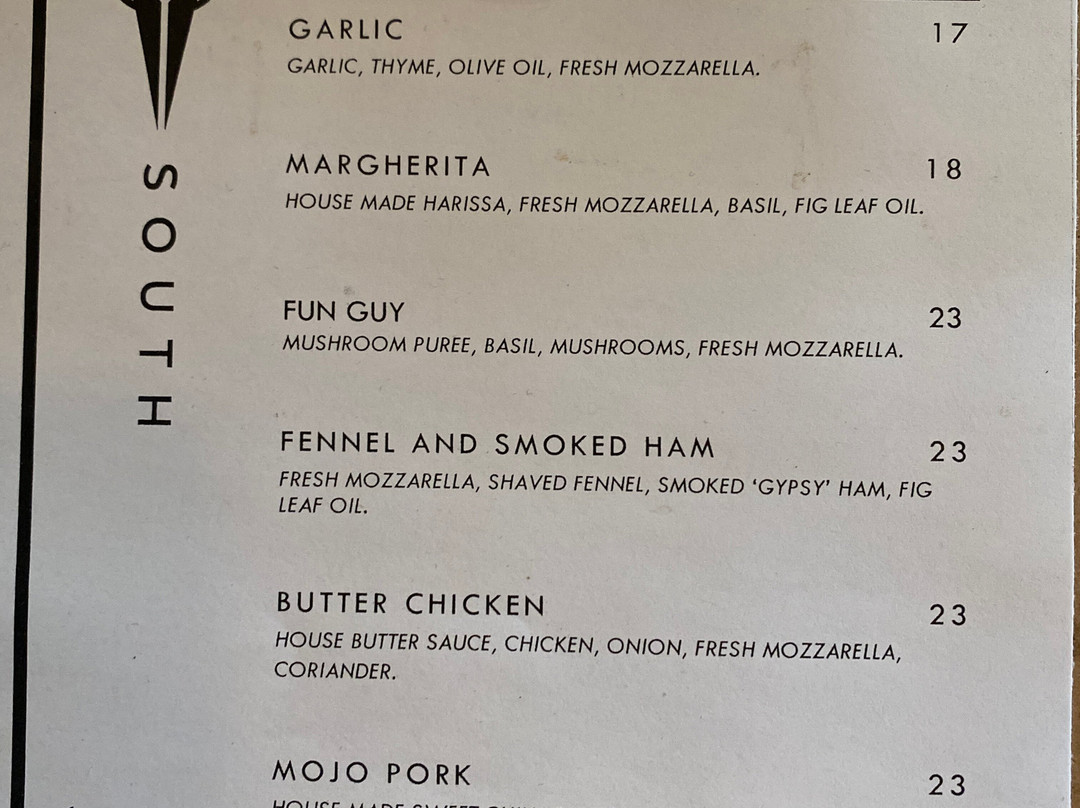 SOUTH
GARLIC 17
GARLIC, THYME, OLIVE OIL, FRESH MOZZARELLA.
MARGHERITA 18
HOUSE MADE HARISSA, FRESH MOZZARELLA, BASIL, FIG LEAF OIL.
FUN GUY 23
MUSHROOM PUREE, BASIL, MUSHROOMS, FRESH MOZZARELLA.
FENNEL AND SMOKED HAM 23
FRESH MOZZARELLA, SHAVED FENNEL, SMOKED ‘GYPSY’ HAM, FIG
LEAF OIL.
BUTTER CHICKEN 23
HOUSE BUTTER SAUCE, CHICKEN, ONION, FRESH MOZZARELLA,
CORIANDER.
MOJO PORK 23
HOUSE MADE SWEET